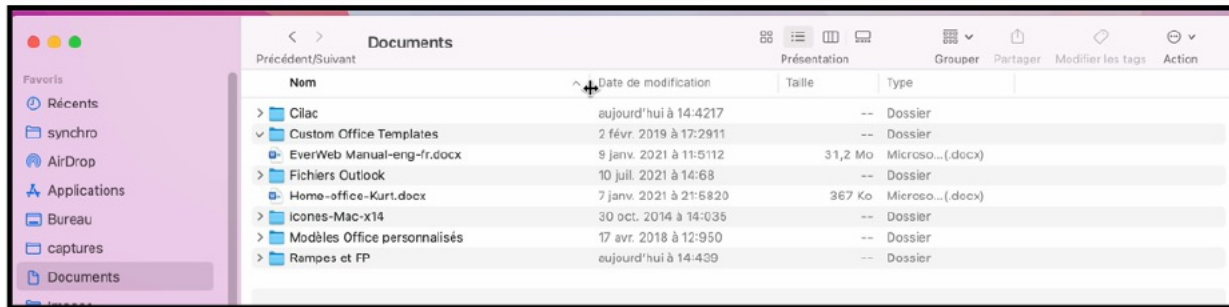 Documents
Précédent/Suivant Présentation Grouper Partager Modifier les tags Action
Favoris
Récents
synchro
AirDrop
Applications
Bureau
captures
Documents
Nom Date de modification Taille Type
Cilac aujourd'hui à 14:4217 -- Dossier
Custom Office Templates 2 févr. 2019 à 17:2911 -- Dossier
EverWeb Manual-eng-fr.docx 9 janv. 2021 à 11:5112 31,2 Mo Microso...(.docx)
Fichiers Outlook 10 juil. 2021 à 14:68 -- Dossier
Home-office-Kurt.docx 7 janv. 2021 à 21:5820 367 Ko Microso...(.docx)
icones-Mac-x14 30 oct. 2014 à 14:035 -- Dossier
Modèles Office personnalisés 17 avr. 2018 à 12:950 -- Dossier
Rampes et FP aujourd'hui à 14:439 -- Dossier